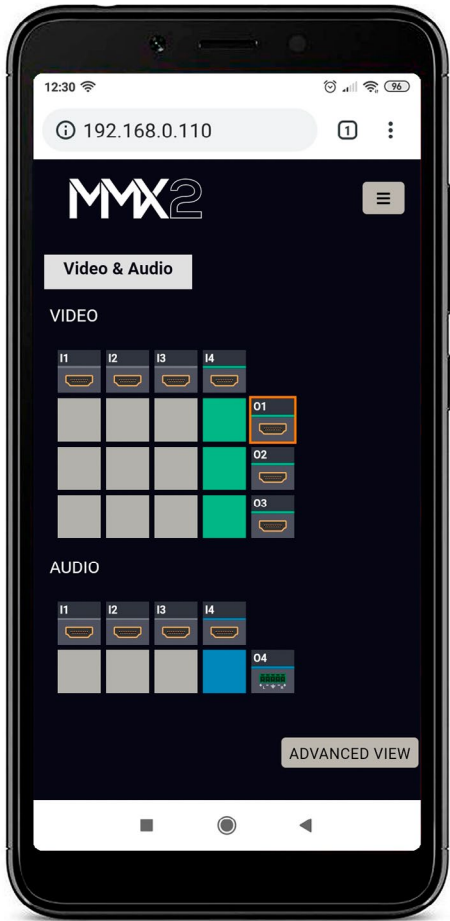 12:30
96
192.168.0.110
1
MMX2
Video & Audio
VIDEO
I1 I2 I3 I4
O1
O2
O3
AUDIO
I1 I2 I3 I4
O4
ADVANCED VIEW